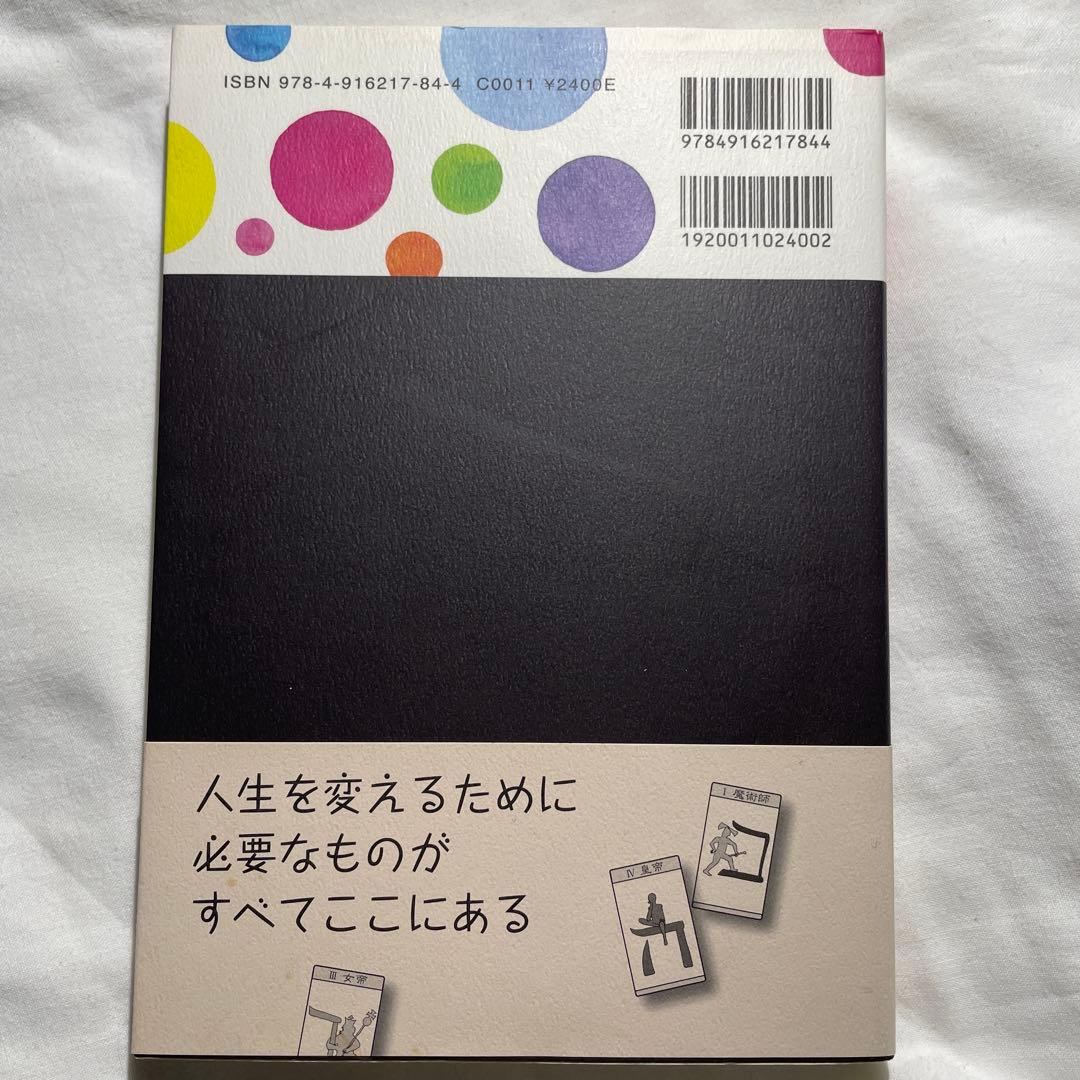 ISBN 978-4-916217-84-4 C0011 ¥2400E
9784916217844
1920011024002
人生を変えるために
必要なものが
すべてここにある
I 魔術師
IV 皇帝
III 女帝